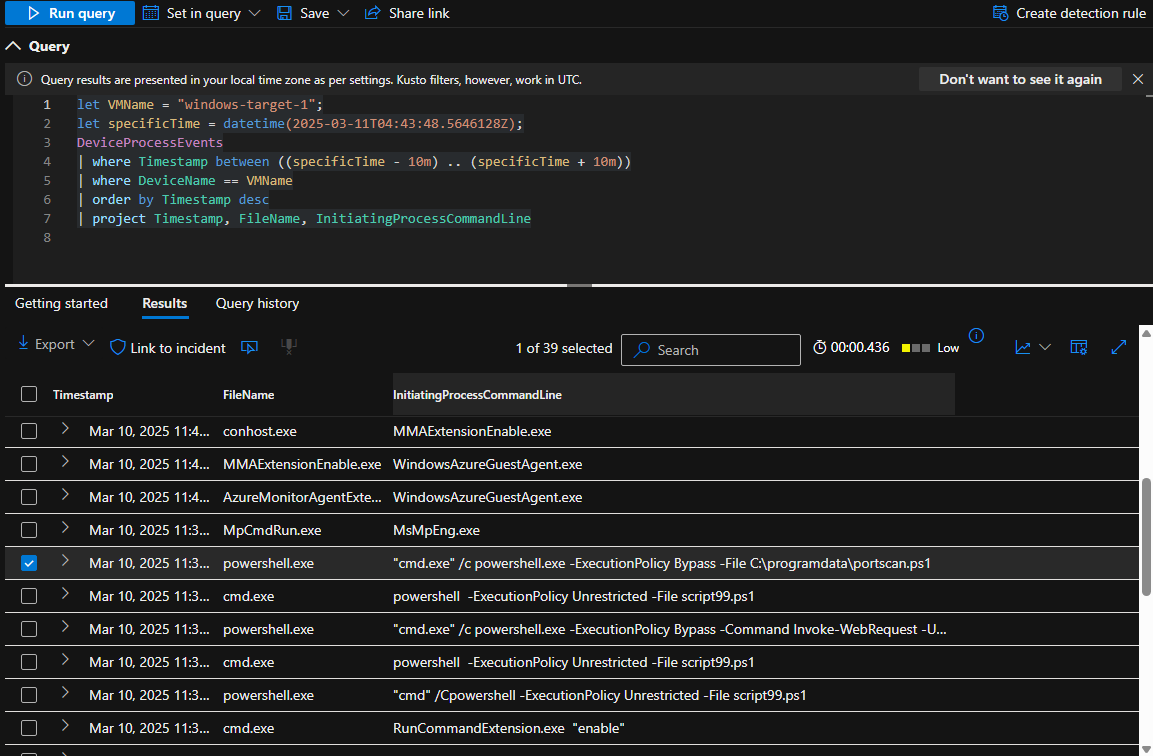 Run query Set in query Save Share link Create detection rule
Query
Query results are presented in your local time zone as per settings. Kusto filters, however, work in UTC. Don't want to see it again
1 let VMName = "windows-target-1";
2 let specificTime = datetime(2025-03-11T04:43:48.5646128Z);
3 DeviceProcessEvents
4 | where Timestamp between ((specificTime - 10m) .. (specificTime + 10m))
5 | where DeviceName == VMName
6 | order by Timestamp desc
7 | project Timestamp, FileName, InitiatingProcessCommandLine
8
Getting started Results Query history
Export Link to incident 1 of 39 selected Search 00:00.436 Low
Timestamp FileName InitiatingProcessCommandLine
Mar 10, 2025 11:4... conhost.exe MMAExtensionEnable.exe
Mar 10, 2025 11:4... MMAExtensionEnable.exe WindowsAzureGuestAgent.exe
Mar 10, 2025 11:4... AzureMonitorAgentExte... WindowsAzureGuestAgent.exe
Mar 10, 2025 11:3... MpCmdRun.exe MsMpEng.exe
Mar 10, 2025 11:3... powershell.exe "cmd.exe" /c powershell.exe -ExecutionPolicy Bypass -File C:\programdata\portscan.ps1
Mar 10, 2025 11:3... cmd.exe powershell  -ExecutionPolicy Unrestricted -File script99.ps1
Mar 10, 2025 11:3... powershell.exe "cmd.exe" /c powershell.exe -ExecutionPolicy Bypass -Command Invoke-WebRequest -U...
Mar 10, 2025 11:3... cmd.exe powershell  -ExecutionPolicy Unrestricted -File script99.ps1
Mar 10, 2025 11:3... powershell.exe "cmd" /Cpowershell -ExecutionPolicy Unrestricted -File script99.ps1
Mar 10, 2025 11:3... cmd.exe RunCommandExtension.exe  "enable"